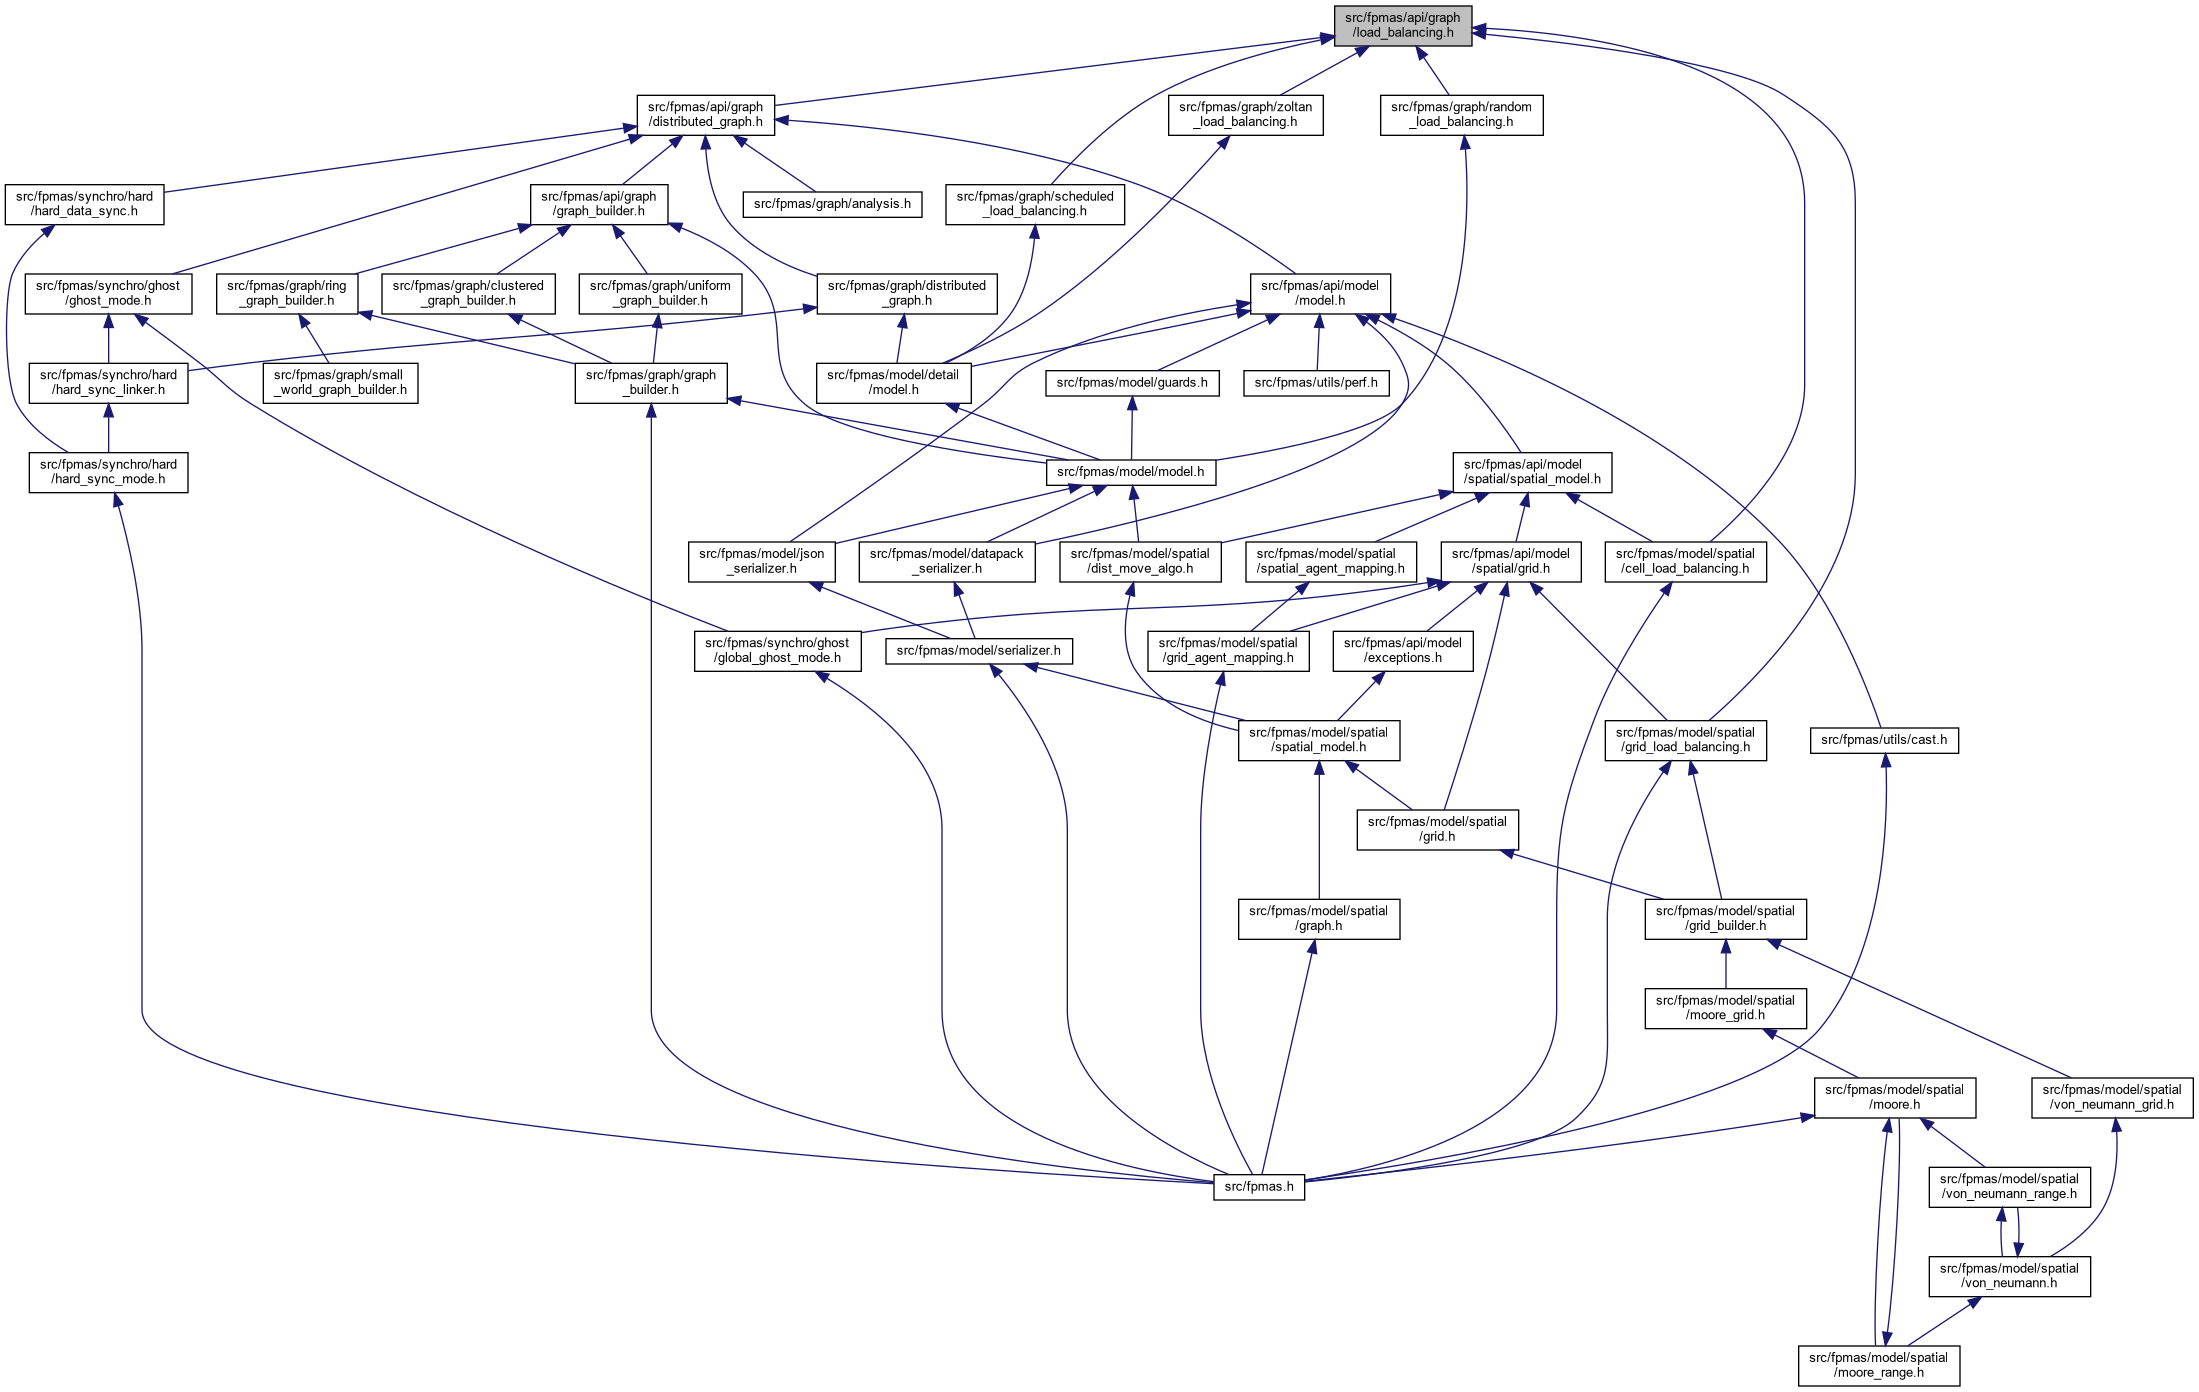 src/fpmas/api/graph
/load_balancing.h
src/fpmas/api/graph
/distributed_graph.h
src/fpmas/graph/zoltan
_load_balancing.h
src/fpmas/graph/random
_load_balancing.h
src/fpmas/synchro/hard
/hard_data_sync.h
src/fpmas/api/graph
/graph_builder.h
src/fpmas/graph/analysis.h
src/fpmas/graph/scheduled
_load_balancing.h
src/fpmas/synchro/ghost
/ghost_mode.h
src/fpmas/graph/ring
_graph_builder.h
src/fpmas/graph/clustered
_graph_builder.h
src/fpmas/graph/uniform
_graph_builder.h
src/fpmas/graph/distributed
_graph.h
src/fpmas/api/model
/model.h
src/fpmas/synchro/hard
/hard_sync_linker.h
src/fpmas/graph/small
_world_graph_builder.h
src/fpmas/graph/graph
_builder.h
src/fpmas/model/detail
/model.h
src/fpmas/model/guards.h
src/fpmas/utils/perf.h
src/fpmas/synchro/hard
/hard_sync_mode.h
src/fpmas/model/model.h
src/fpmas/api/model
/spatial/spatial_model.h
src/fpmas/model/json
_serializer.h
src/fpmas/model/datapack
_serializer.h
src/fpmas/model/spatial
/dist_move_algo.h
src/fpmas/model/spatial
/spatial_agent_mapping.h
src/fpmas/api/model
/spatial/grid.h
src/fpmas/model/spatial
/cell_load_balancing.h
src/fpmas/synchro/ghost
/global_ghost_mode.h
src/fpmas/model/serializer.h
src/fpmas/model/spatial
/grid_agent_mapping.h
src/fpmas/api/model
/exceptions.h
src/fpmas/model/spatial
/spatial_model.h
src/fpmas/model/spatial
/grid_load_balancing.h
src/fpmas/utils/cast.h
src/fpmas/model/spatial
/grid.h
src/fpmas/model/spatial
/graph.h
src/fpmas/model/spatial
/grid_builder.h
src/fpmas/model/spatial
/moore_grid.h
src/fpmas/model/spatial
/moore.h
src/fpmas/model/spatial
/von_neumann_grid.h
src/fpmas.h
src/fpmas/model/spatial
/von_neumann_range.h
src/fpmas/model/spatial
/von_neumann.h
src/fpmas/model/spatial
/moore_range.h